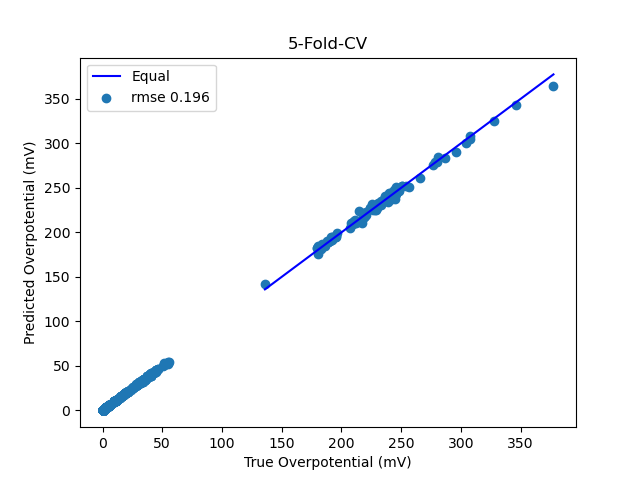 5-Fold-CV
Equal
rmse 0.196
Predicted Overpotential (mV)
350
300
250
200
150
100
50
0
0 50 100 150 200 250 300 350
True Overpotential (mV)